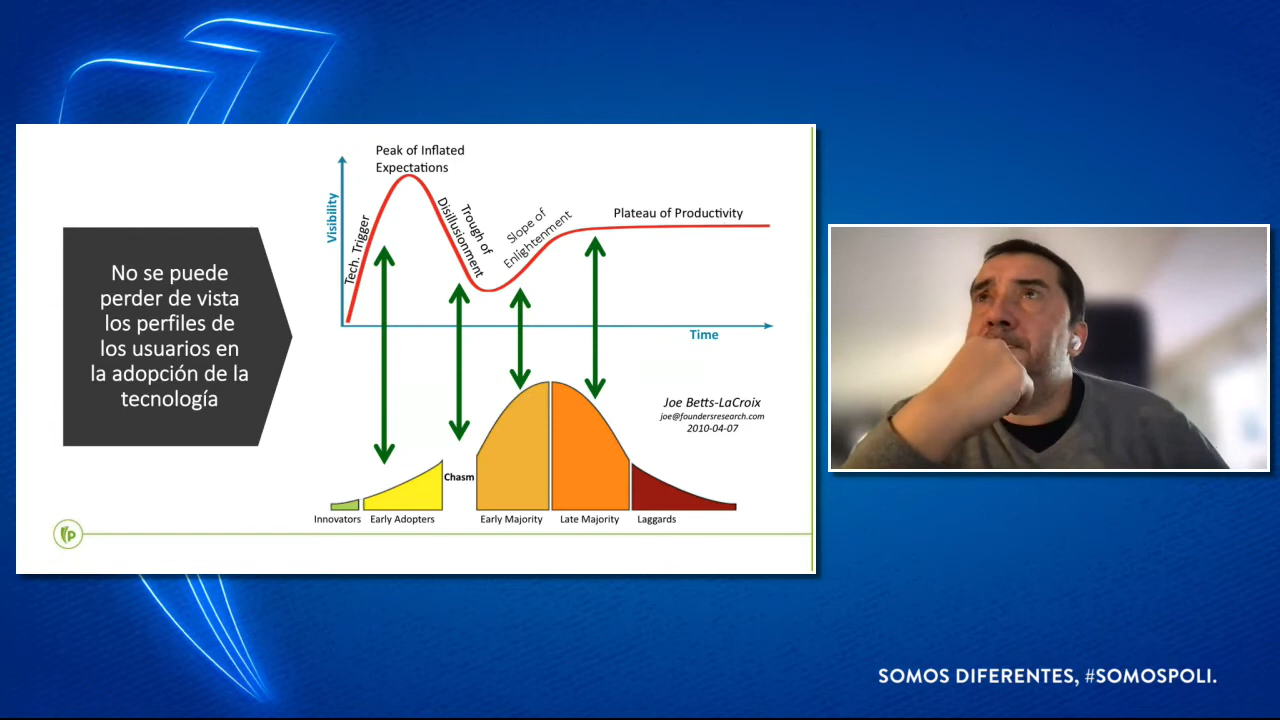 No se puede
perder de vista
los perfiles de
los usuarios en
la adopción de la
tecnología
Peak of Inflated
Expectations
Visibility
Tech. Trigger
Trough of
Disillusionment
Slope of
Enlightenment
Plateau of Productivity
Time
Joe Betts-LaCroix
joe@foundersresearch.com
2010-04-07
Chasm
Innovators
Early Adopters
Early Majority
Late Majority
Laggards
p
SOMOS DIFERENTES, #SOMOSPOLI.